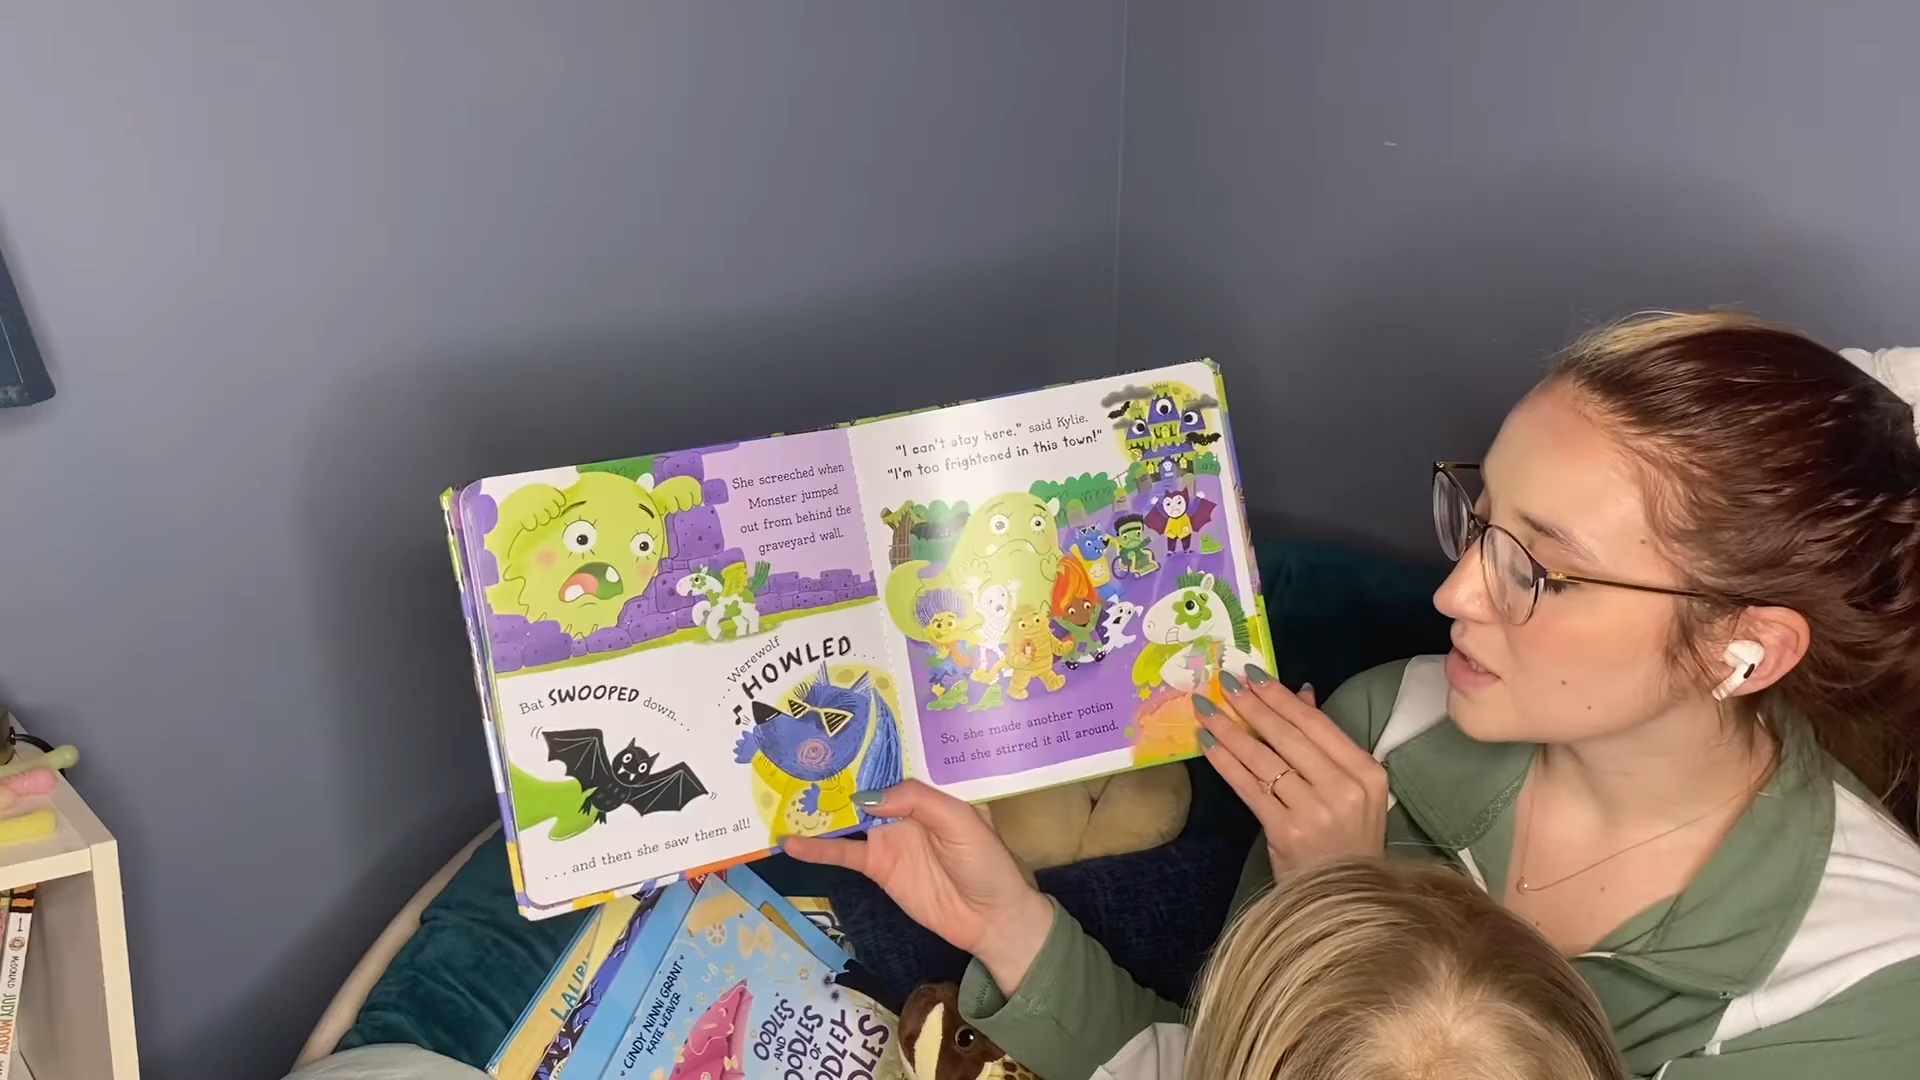 She screeched when
Monster jumped
out from behind the
graveyard wall.
Bat SWOOPED down. . .
. . . Werewolf
HOWLED. . . .
. . . and then she saw them all!
"I can't stay here," said Kylie.
"I'm too frightened in this town!"
So, she made another potion
and she stirred it all around.
CINDY NINNI GRANT
KATIE WEAVER
OODLES
AND
OODLES
OF
McDONALD
JUDY MOODY